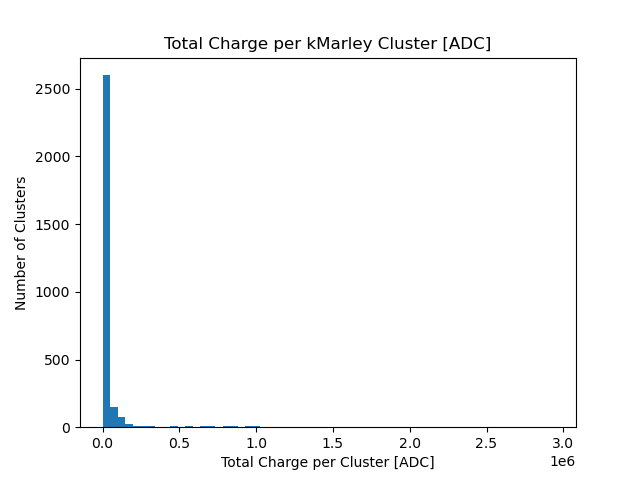 Total Charge per kMarley Cluster [ADC]
2500
2000
1500
1000
500
0
Number of Clusters
0.0 0.5 1.0 1.5 2.0 2.5 3.0
Total Charge per Cluster [ADC]
1e6